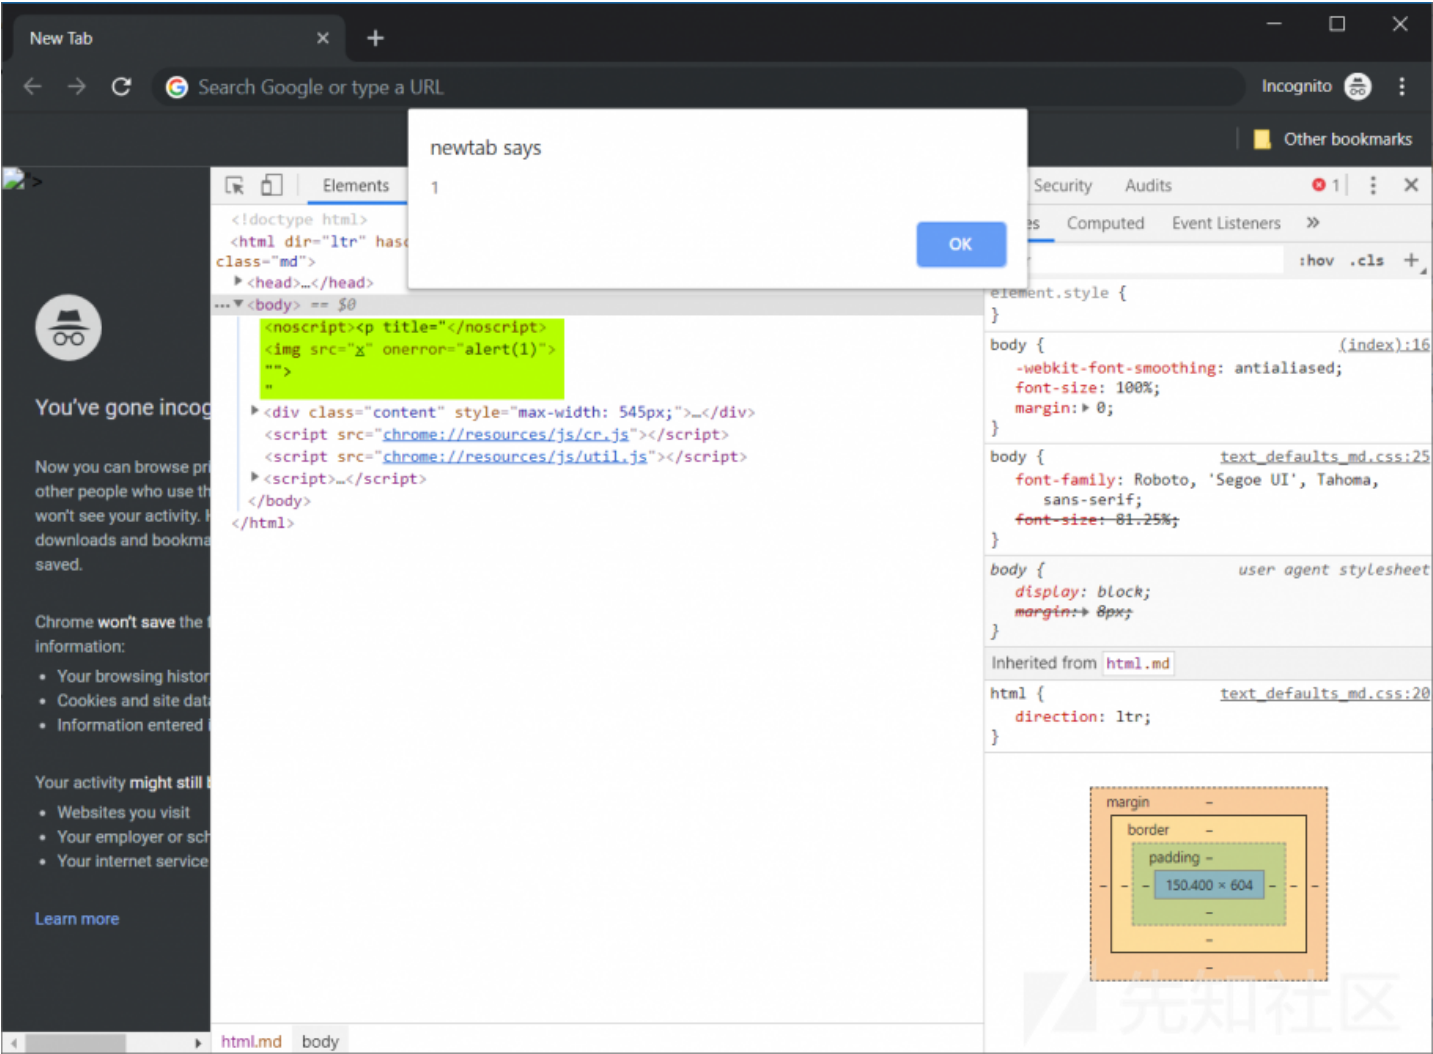 New Tab
Search Google or type a URL
Incognito
Other bookmarks
newtab says
1
OK
">
Elements
Security
Audits
1
es
Computed
Event Listeners
»
:hov .cls +
<!doctype html>
<html dir="ltr" hasc
class="md">
<head>…</head>
…<body> == $0
<noscript><p title="</noscript>
<img src="x" onerror="alert(1)">
"">
"
<div class="content" style="max-width: 545px;">…</div>
<script src="chrome://resources/js/cr.js"></script>
<script src="chrome://resources/js/util.js"></script>
<script>…</script>
</body>
</html>
You've gone incog
Now you can browse pri
other people who use th
won't see your activity. H
downloads and bookma
saved.
Chrome won't save the f
information:
• Your browsing histor
• Cookies and site data
• Information entered i
Your activity might still b
• Websites you visit
• Your employer or sch
• Your internet service
Learn more
element.style {
}
body {
(index):16
-webkit-font-smoothing: antialiased;
font-size: 100%;
margin: 0;
}
body {
text_defaults_md.css:25
font-family: Roboto, 'Segoe UI', Tahoma,
sans-serif;
font-size: 81.25%;
}
body {
user agent stylesheet
display: block;
margin: 8px;
}
Inherited from html.md
html {
text_defaults_md.css:20
direction: ltr;
}
margin –
border –
padding –
– – – 150.400 × 604 – – –
–
–
–
先知社区
html.md body